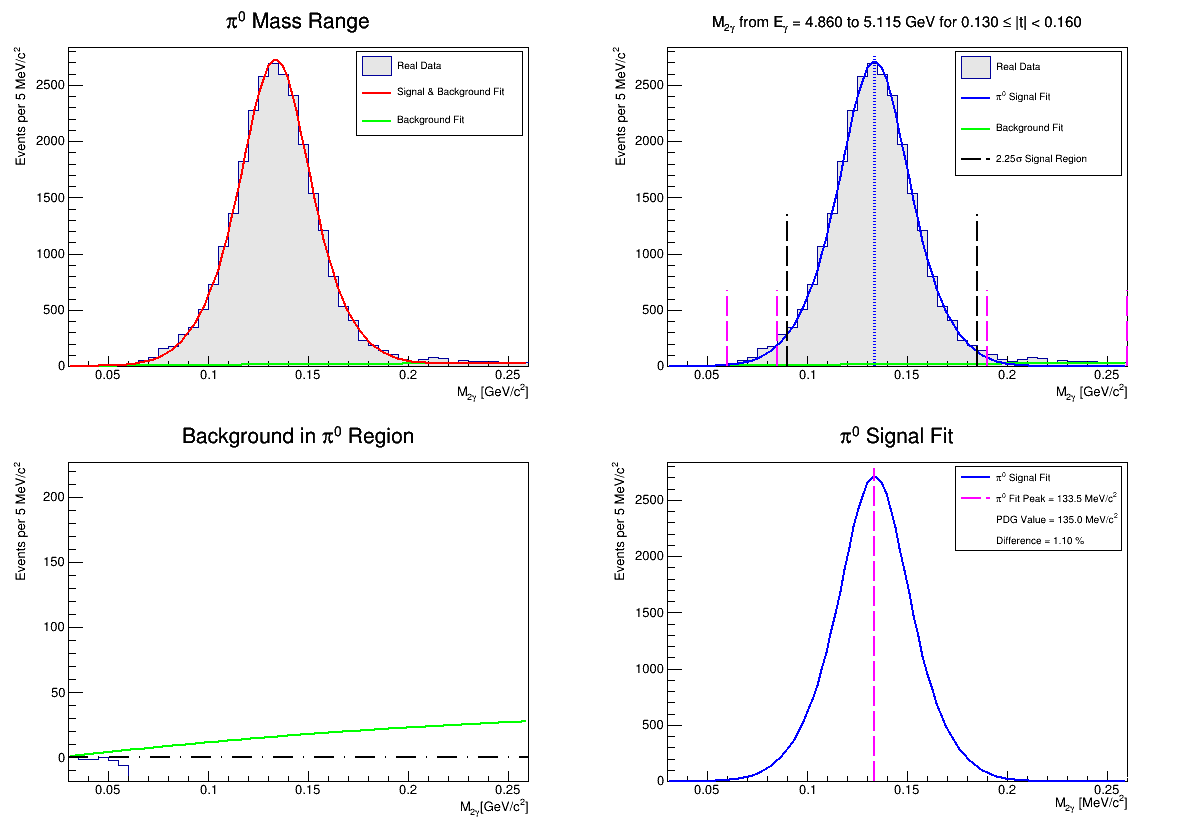 π⁰ Mass Range
Events per 5 MeV/c²
2500
2000
1500
1000
500
0
Real Data
Signal & Background Fit
Background Fit
0.05 0.1 0.15 0.2 0.25
M₂γ [GeV/c²]
M₂γ from Eγ = 4.860 to 5.115 GeV for 0.130 ≤ |t| < 0.160
Events per 5 MeV/c²
2500
2000
1500
1000
500
0
Real Data
π⁰ Signal Fit
Background Fit
2.25σ Signal Region
0.05 0.1 0.15 0.2 0.25
M₂γ [GeV/c²]
Background in π⁰ Region
Events per 5 MeV/c²
200
150
100
50
0
0.05 0.1 0.15 0.2 0.25
M₂γ[GeV/c²]
π⁰ Signal Fit
Events per 5 MeV/c²
2500
2000
1500
1000
500
0
π⁰ Signal Fit
π⁰ Fit Peak = 133.5 MeV/c²
PDG Value = 135.0 MeV/c²
Difference = 1.10 %
0.05 0.1 0.15 0.2 0.25
M₂γ [MeV/c²]